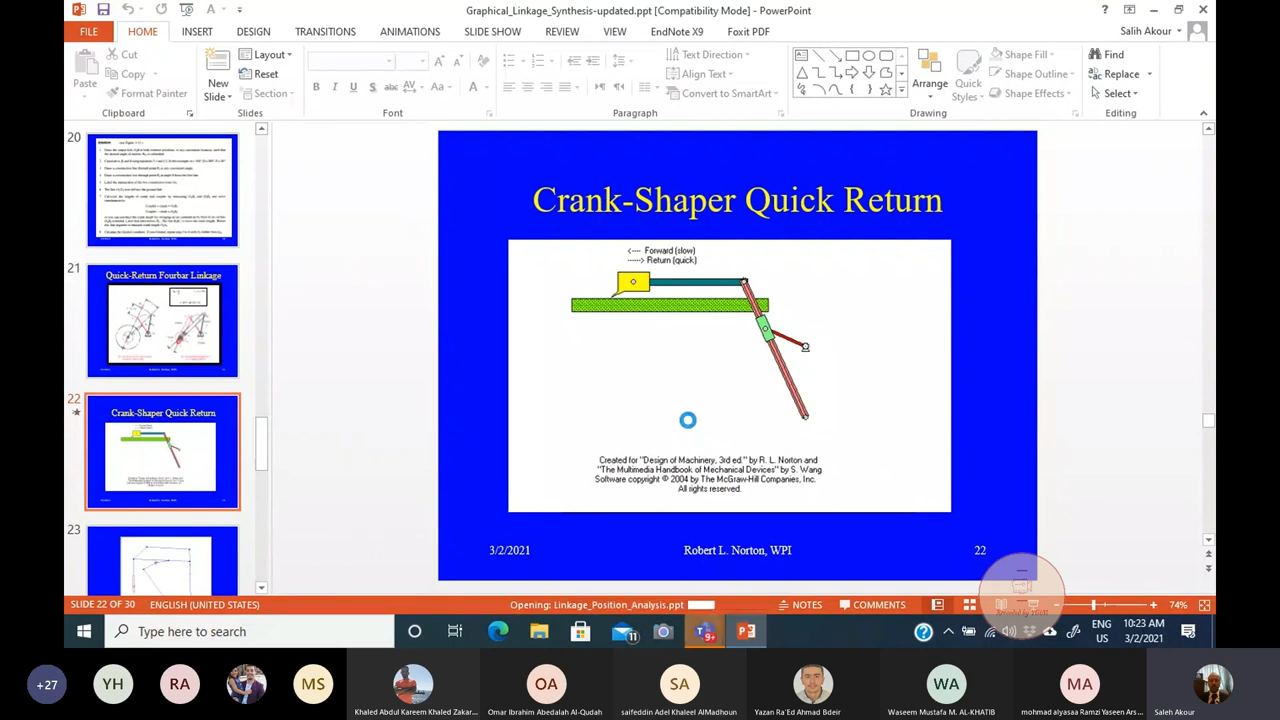 Graphical_Linkage_Synthesis-updated.ppt [Compatibility Mode] - PowerPoint
FILE HOME INSERT DESIGN TRANSITIONS ANIMATIONS SLIDE SHOW REVIEW VIEW EndNote X9 Foxit PDF Salih Akour
Paste
Cut
Copy
Format Painter
Clipboard
New Slide
Layout
Reset
Section
Slides
Font
Text Direction
Align Text
Convert to SmartArt
Paragraph
Arrange
Quick Styles
Shape Fill
Shape Outline
Shape Effects
Drawing
Find
Replace
Select
Editing
20
21
Quick-Return Fourbar Linkage
22
Crank-Shaper Quick Return
23
Crank-Shaper Quick Return
<---- Forward (slow)
-----> Return (quick)
Created for "Design of Machinery, 3rd ed." by R. L. Norton and
"The Multimedia Handbook of Mechanical Devices" by S. Wang
Software copyright © 2004 by The McGraw-Hill Companies, Inc.
All rights reserved.
3/2/2021 Robert L. Norton, WPI 22
SLIDE 22 OF 30 ENGLISH (UNITED STATES) Opening: Linkage_Position_Analysis.ppt NOTES COMMENTS 74%
Type here to search
11
9+
ENG
US
10:23 AM
3/2/2021
+27 YH RA MS OA SA WA MA
Khaled Abdul Kareem Khaled Zakar... Omar Ibrahim Abedalah Al-Qudah saifeddin Adel Khaleel AlMadhoun Yazan Ra'Ed Ahmad Bdeir Waseem Mustafa M. AL-KHATIB mohmad alyasaa Ramzi Yaseen Ars... Saleh Akour